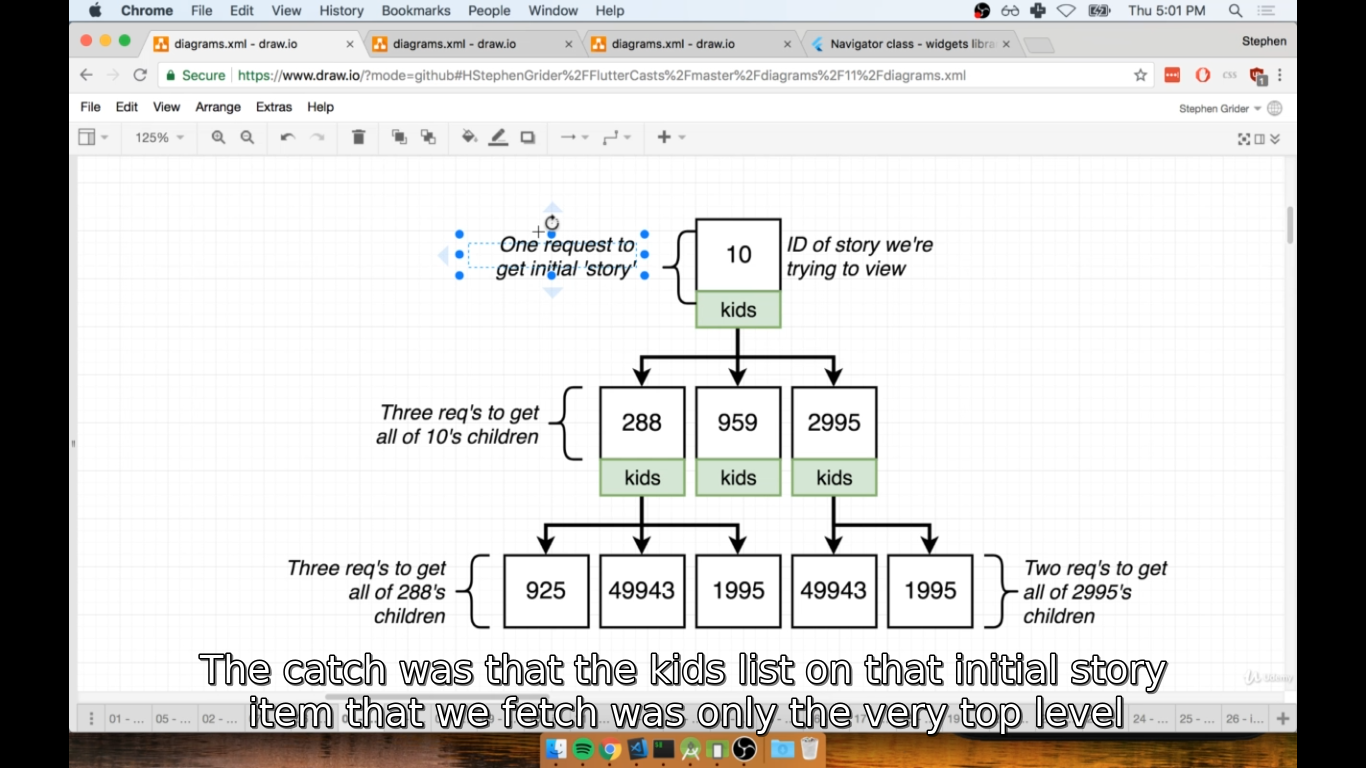 Chrome File Edit View History Bookmarks People Window Help Thu 5:01 PM
diagrams.xml - draw.io diagrams.xml - draw.io diagrams.xml - draw.io Navigator class - widgets libra Stephen
Secure https://www.draw.io/?mode=github#HStephenGrider%2FFlutterCasts%2Fmaster%2Fdiagrams%2F11%2Fdiagrams.xml
File Edit View Arrange Extras Help Stephen Grider
125%
One request to
get initial 'story'
10
kids
ID of story we're
trying to view
Three req's to get
all of 10's children
288 959 2995
kids kids kids
Three req's to get
all of 288's
children
925 49943 1995 49943 1995
Two req's to get
all of 2995's
children
The catch was that the kids list on that initial story
item that we fetch was only the very top level
Udemy
01 - ... 05 - ... 02 - ... 24 - ... 25 - ... 26 - i...